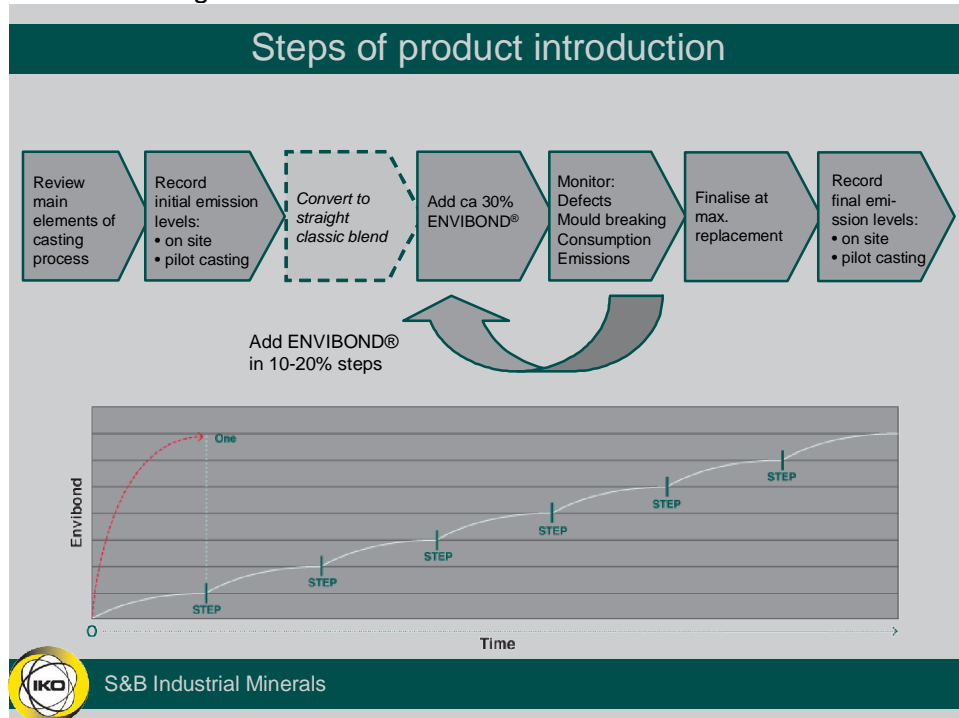 Steps of product introduction
Review
main
elements of
casting
process
Record
initial emission
levels:
• on site
• pilot casting
Convert to
straight
classic blend
Add ca 30%
ENVIBOND®
Monitor:
Defects
Mould breaking
Consumption
Emissions
Finalise at
max.
replacement
Record
final emi-
ssion levels:
• on site
• pilot casting
Add ENVIBOND®
in 10-20% steps
Envibond
One
STEP
STEP
STEP
STEP
STEP
STEP
O
Time
IKO
S&B Industrial Minerals